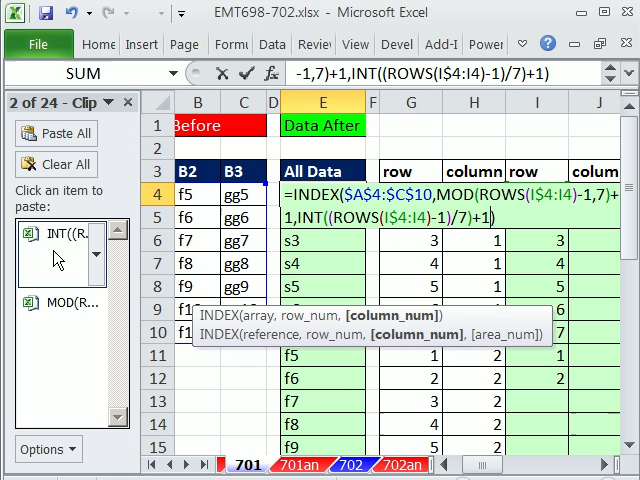 EMT698-702.xlsx - Microsoft Excel
File Home Insert Page Form Data Revie View Devel Add-I Power
SUM -1,7)+1,INT((ROWS(I$4:I4)-1)/7)+1)
2 of 24 - Clip
Paste All
Clear All
Click an item to paste:
INT((R...
MOD(R...
Options
B C D E F G H I J
1 Before Data After
2
3 B2 B3 All Data row column row colum
4 f5 gg5 =INDEX($A$4:$C$10,MOD(ROWS(I$4:I4)-1,7)+
5 f6 gg6 1,INT((ROWS(I$4:I4)-1)/7)+1)
6 f7 gg7 s3 3 1 3
7 f8 gg8 s4 4 1 4
8 f9 gg9 s5 5 1 5
INDEX(array, row_num, [column_num])
9 6
INDEX(reference, row_num, [column_num], [area_num])
10 7
11 f5 1 2 1
12 f6 2 2 2
13 f7 3 2
14 f8 4 2
15 f9 5 2
701 701an 702 702an